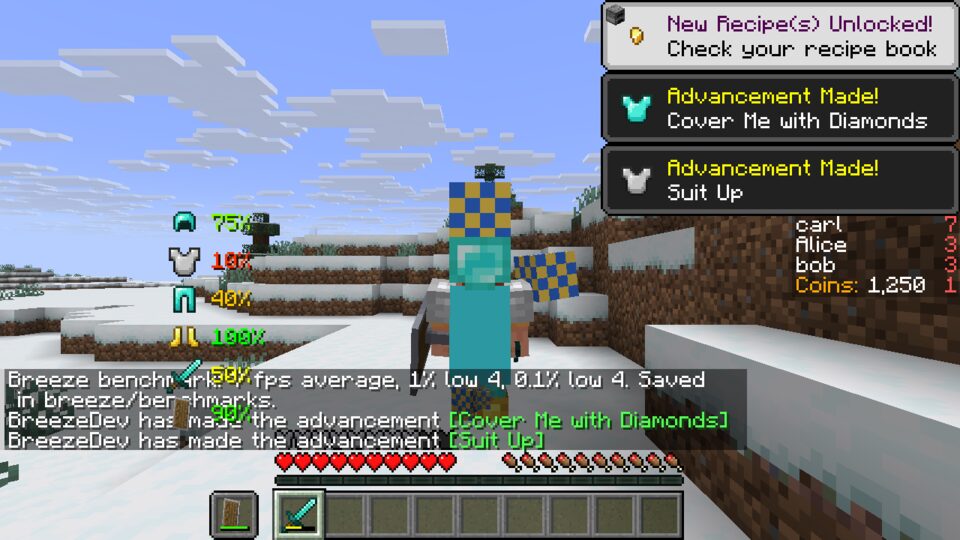 New Recipe(s) Unlocked!
Check your recipe book
Advancement Made!
Cover Me with Diamonds
Advancement Made!
Suit Up
carl 7
Alice 3
bob 3
Coins: 1,250 1
75%
10%
40%
100%
50%
90%
Breeze fps average, 1% low 4, 0.1% low 4. Saved
in breeze/benchmarks.
BreezeDev has made the advancement [Cover Me with Diamonds]
BreezeDev has made the advancement [Suit Up]